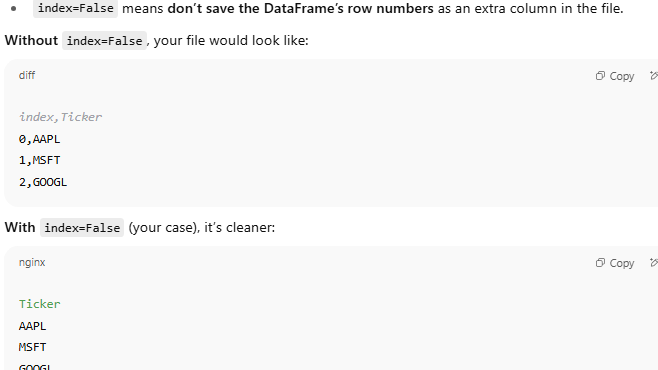 index=False means don't save the DataFrame's row numbers as an extra column in the file.
Without index=False, your file would look like:
diff
Copy
index,Ticker
0,AAPL
1,MSFT
2,GOOGL
With index=False (your case), it's cleaner:
nginx
Copy
Ticker
AAPL
MSFT
GOOGL